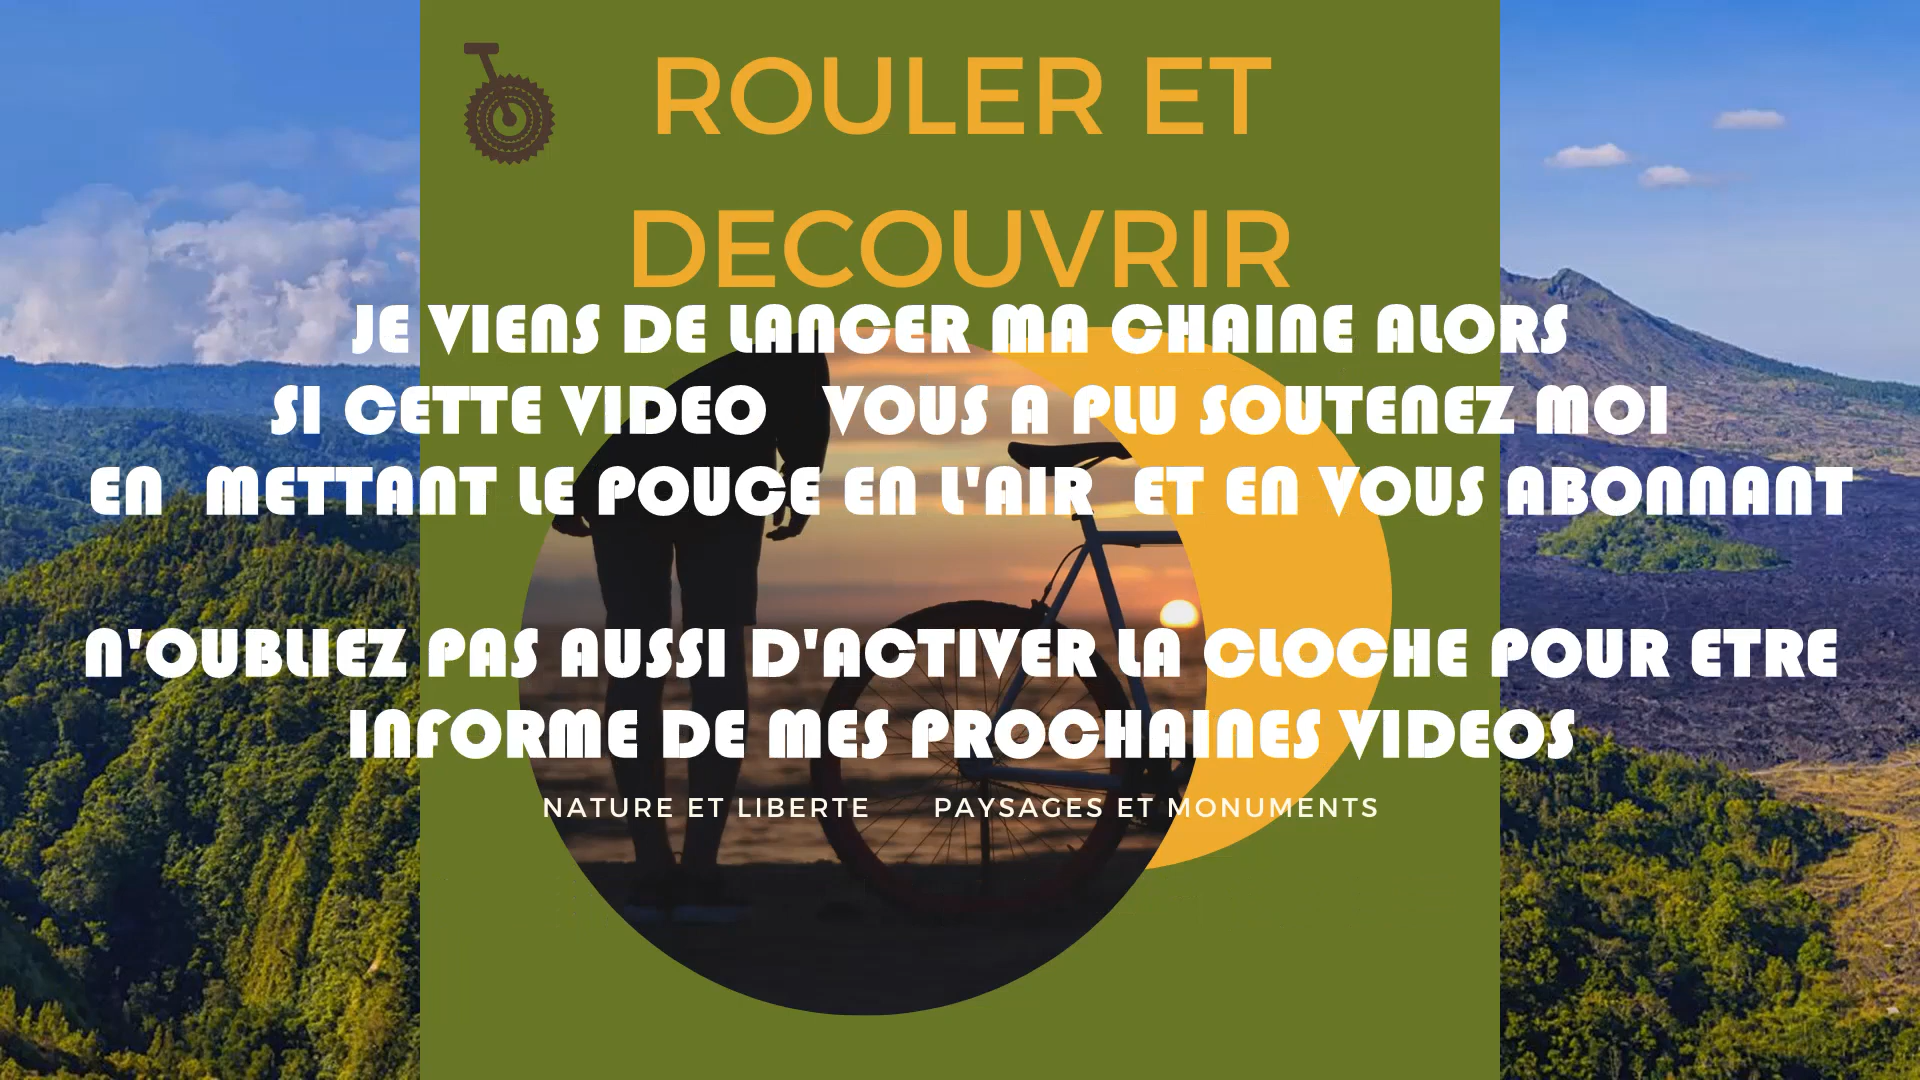 ROULER ET
DECOUVRIR
JE VIENS DE LANCER MA CHAINE ALORS
SI CETTE VIDEO VOUS A PLU SOUTENEZ MOI
EN METTANT LE POUCE EN L'AIR ET EN VOUS ABONNANT
N'OUBLIEZ PAS AUSSI D'ACTIVER LA CLOCHE POUR ETRE
INFORME DE MES PROCHAINES VIDEOS
NATURE ET LIBERTE PAYSAGES ET MONUMENTS